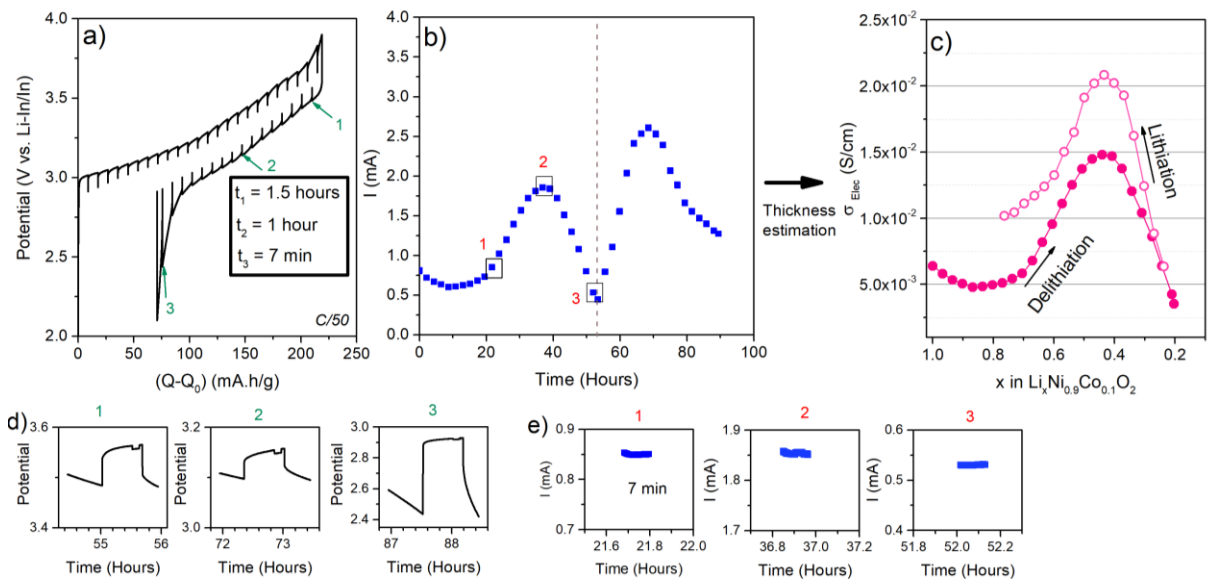 a)
4.0
3.5
3.0
2.5
2.0
Potential (V vs. Li-In/In)
0 50 100 150 200 250
(Q-Q₀) (mA.h/g)
1
2
3
t₁ = 1.5 hours
t₂ = 1 hour
t₃ = 7 min
C/50
b)
4.0
3.5
3.0
2.5
2.0
1.5
1.0
0.5
0.0
I (mA)
0 20 40 60 80 100
Time (Hours)
1
2
3
Thickness
estimation
c)
2.5x10⁻²
2.0x10⁻²
1.5x10⁻²
1.0x10⁻²
5.0x10⁻³
σ Elec (S/cm)
1.0 0.8 0.6 0.4 0.2
x in LiₓNi₀.₉Co₀.₁O₂
Lithiation
Delithiation
d)
1
3.6
3.4
Potential
55 56
Time (Hours)
2
3.2
3.0
Potential
72 73
Time (Hours)
3
3.0
2.8
2.6
2.4
Potential
87 88
Time (Hours)
e)
1
0.9
0.8
0.7
I (mA)
7 min
21.6 21.8 22.0
Time (Hours)
2
1.9
1.8
1.7
I (mA)
36.8 37.0 37.2
Time (Hours)
3
0.6
0.5
0.4
I (mA)
51.8 52.0 52.2
Time (Hours)